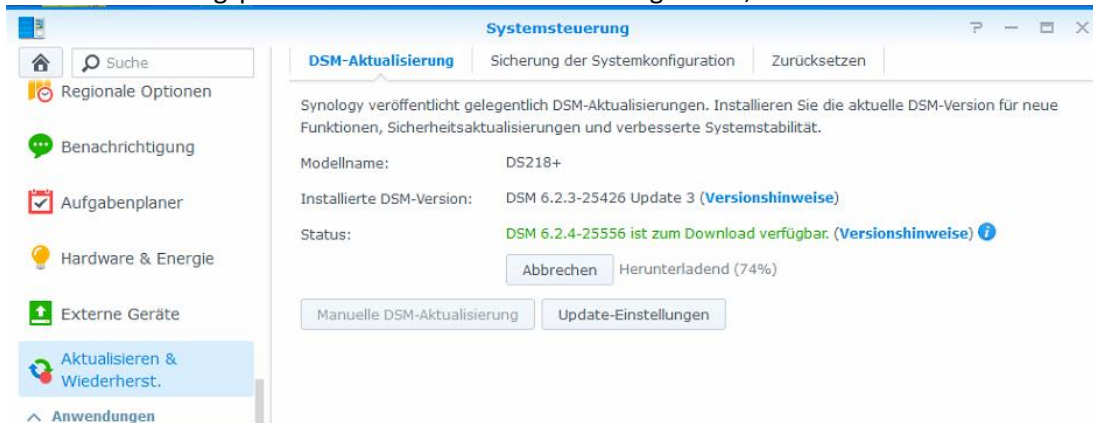 Systemsteuerung
Suche
Regionale Optionen
Benachrichtigung
Aufgabenplaner
Hardware & Energie
Externe Geräte
Aktualisieren &
Wiederherst.
Anwendungen
DSM-Aktualisierung Sicherung der Systemkonfiguration Zurücksetzen
Synology veröffentlicht gelegentlich DSM-Aktualisierungen. Installieren Sie die aktuelle DSM-Version für neue
Funktionen, Sicherheitsaktualisierungen und verbesserte Systemstabilität.
Modellname: DS218+
Installierte DSM-Version: DSM 6.2.3-25426 Update 3 (Versionshinweise)
Status: DSM 6.2.4-25556 ist zum Download verfügbar. (Versionshinweise)
Abbrechen Herunterladend (74%)
Manuelle DSM-Aktualisierung Update-Einstellungen